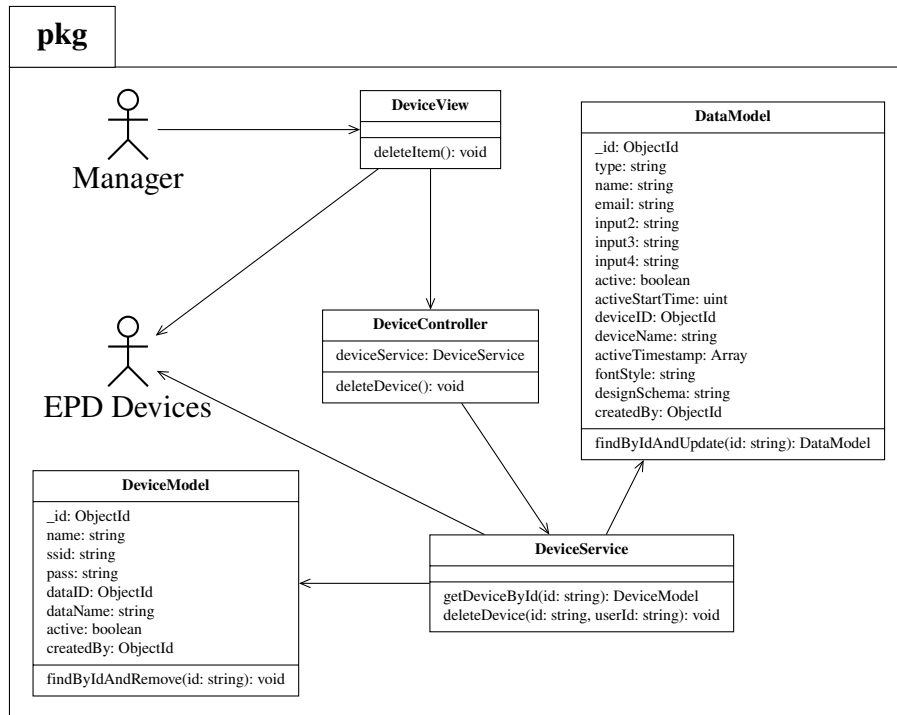 pkg
Manager
DeviceView
deleteItem(): void
DataModel
_id: ObjectId
type: string
name: string
email: string
input2: string
input3: string
input4: string
active: boolean
activeStartTime: uint
deviceID: ObjectId
deviceName: string
activeTimestamp: Array
fontStyle: string
designSchema: string
createdBy: ObjectId
findByIdAndUpdate(id: string): DataModel
DeviceController
deviceService: DeviceService
deleteDevice(): void
EPD Devices
DeviceModel
_id: ObjectId
name: string
ssid: string
pass: string
dataID: ObjectId
dataName: string
active: boolean
createdBy: ObjectId
findByIdAndRemove(id: string): void
DeviceService
getDeviceById(id: string): DeviceModel
deleteDevice(id: string, userId: string): void